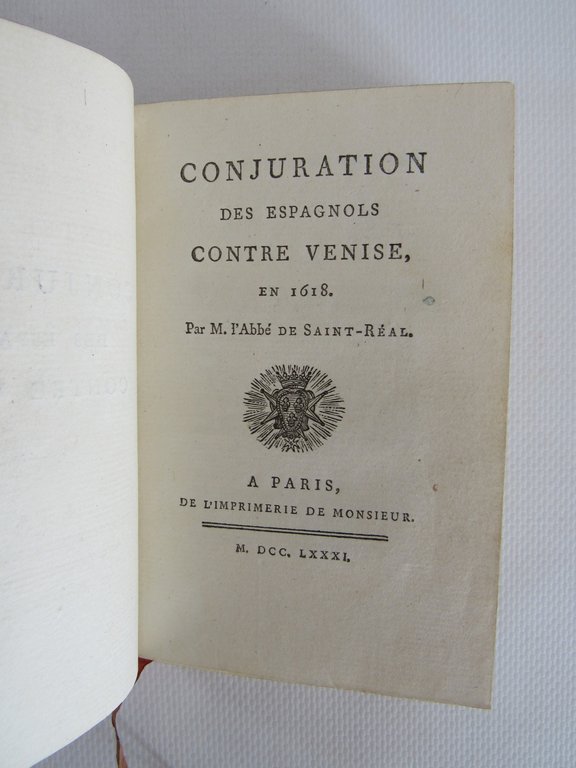 CONJURATION
DES ESPAGNOLS
CONTRE VENISE,
EN 1618.
Par M. l'Abbé DE SAINT-RÉAL.
A PARIS,
DE L'IMPRIMERIE DE MONSIEUR.
M. DCC. LXXXI.